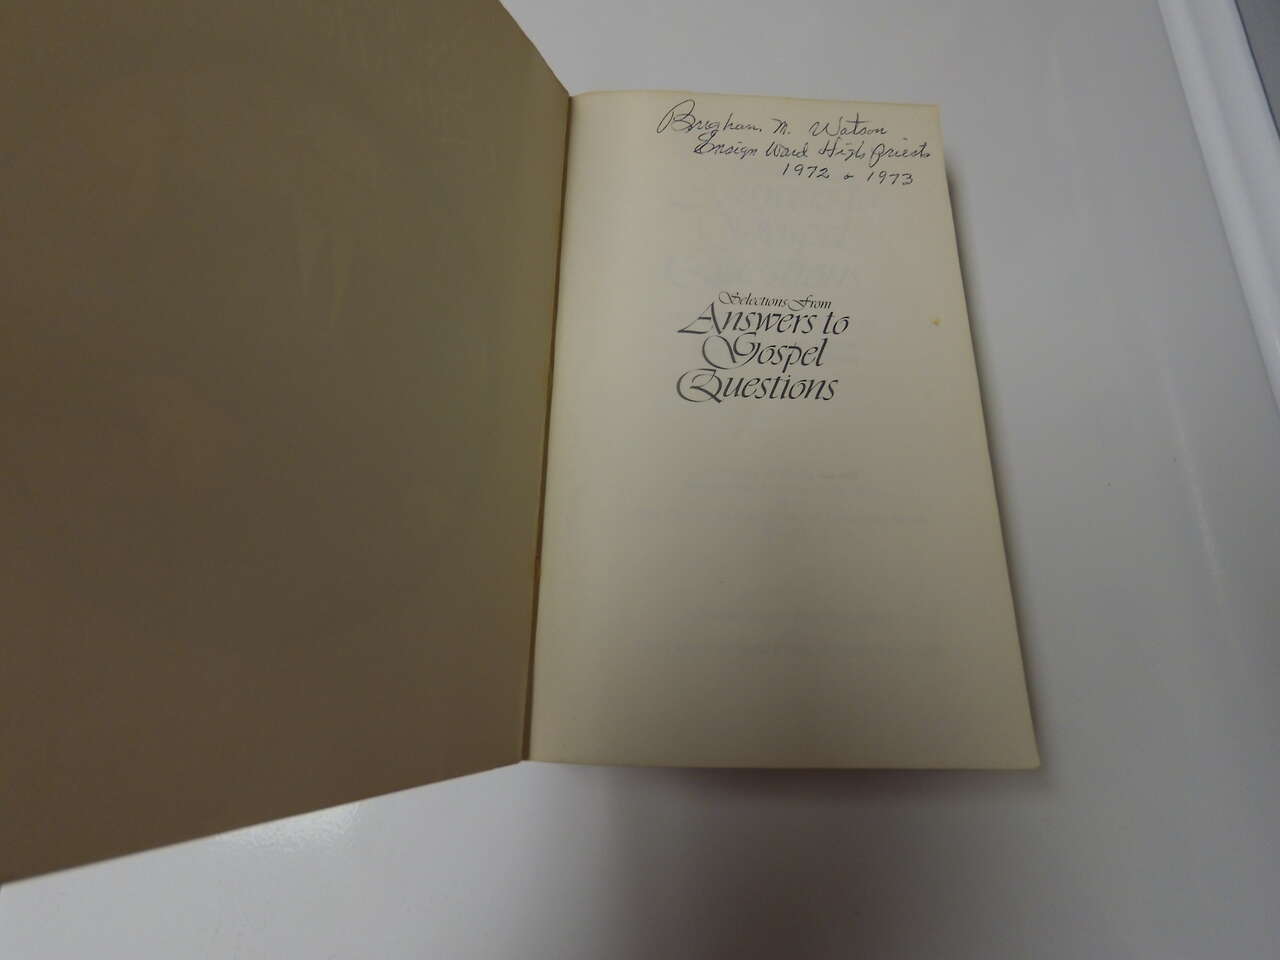 Brigham M. Watson
Ensign Ward High Priests
1972 & 1973
Selections From
Answers to
Gospel
Questions